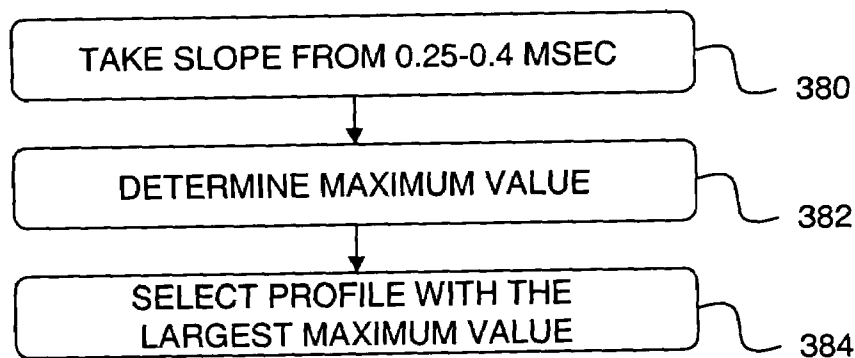 TAKE SLOPE FROM 0.25-0.4 MSEC
380
DETERMINE MAXIMUM VALUE
382
SELECT PROFILE WITH THE
LARGEST MAXIMUM VALUE
384